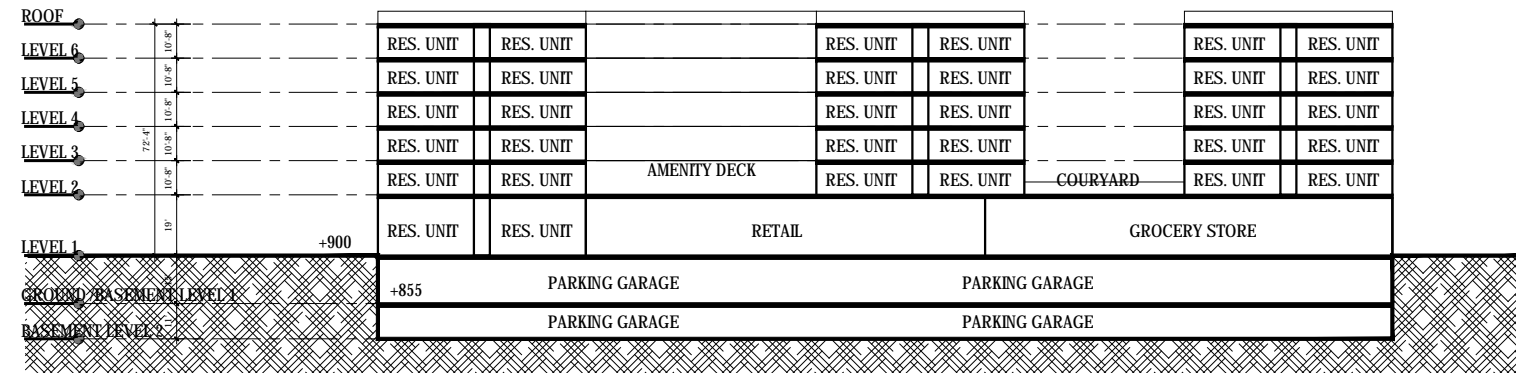 ROOF
10'-8"
LEVEL 6
RES. UNIT RES. UNIT RES. UNIT RES. UNIT RES. UNIT RES. UNIT
10'-8"
LEVEL 5
RES. UNIT RES. UNIT RES. UNIT RES. UNIT RES. UNIT RES. UNIT
10'-8"
LEVEL 4
RES. UNIT RES. UNIT RES. UNIT RES. UNIT RES. UNIT RES. UNIT
72'-4"
10'-8"
LEVEL 3
RES. UNIT RES. UNIT RES. UNIT RES. UNIT RES. UNIT RES. UNIT
AMENITY DECK
10'-8"
LEVEL 2
RES. UNIT RES. UNIT RES. UNIT RES. UNIT COURYARD RES. UNIT RES. UNIT
19'
RES. UNIT RES. UNIT RETAIL GROCERY STORE
LEVEL 1
+900
PARKING GARAGE PARKING GARAGE
+855
GROUND/BASEMENT LEVEL 1
PARKING GARAGE PARKING GARAGE
BASEMENT LEVEL 2